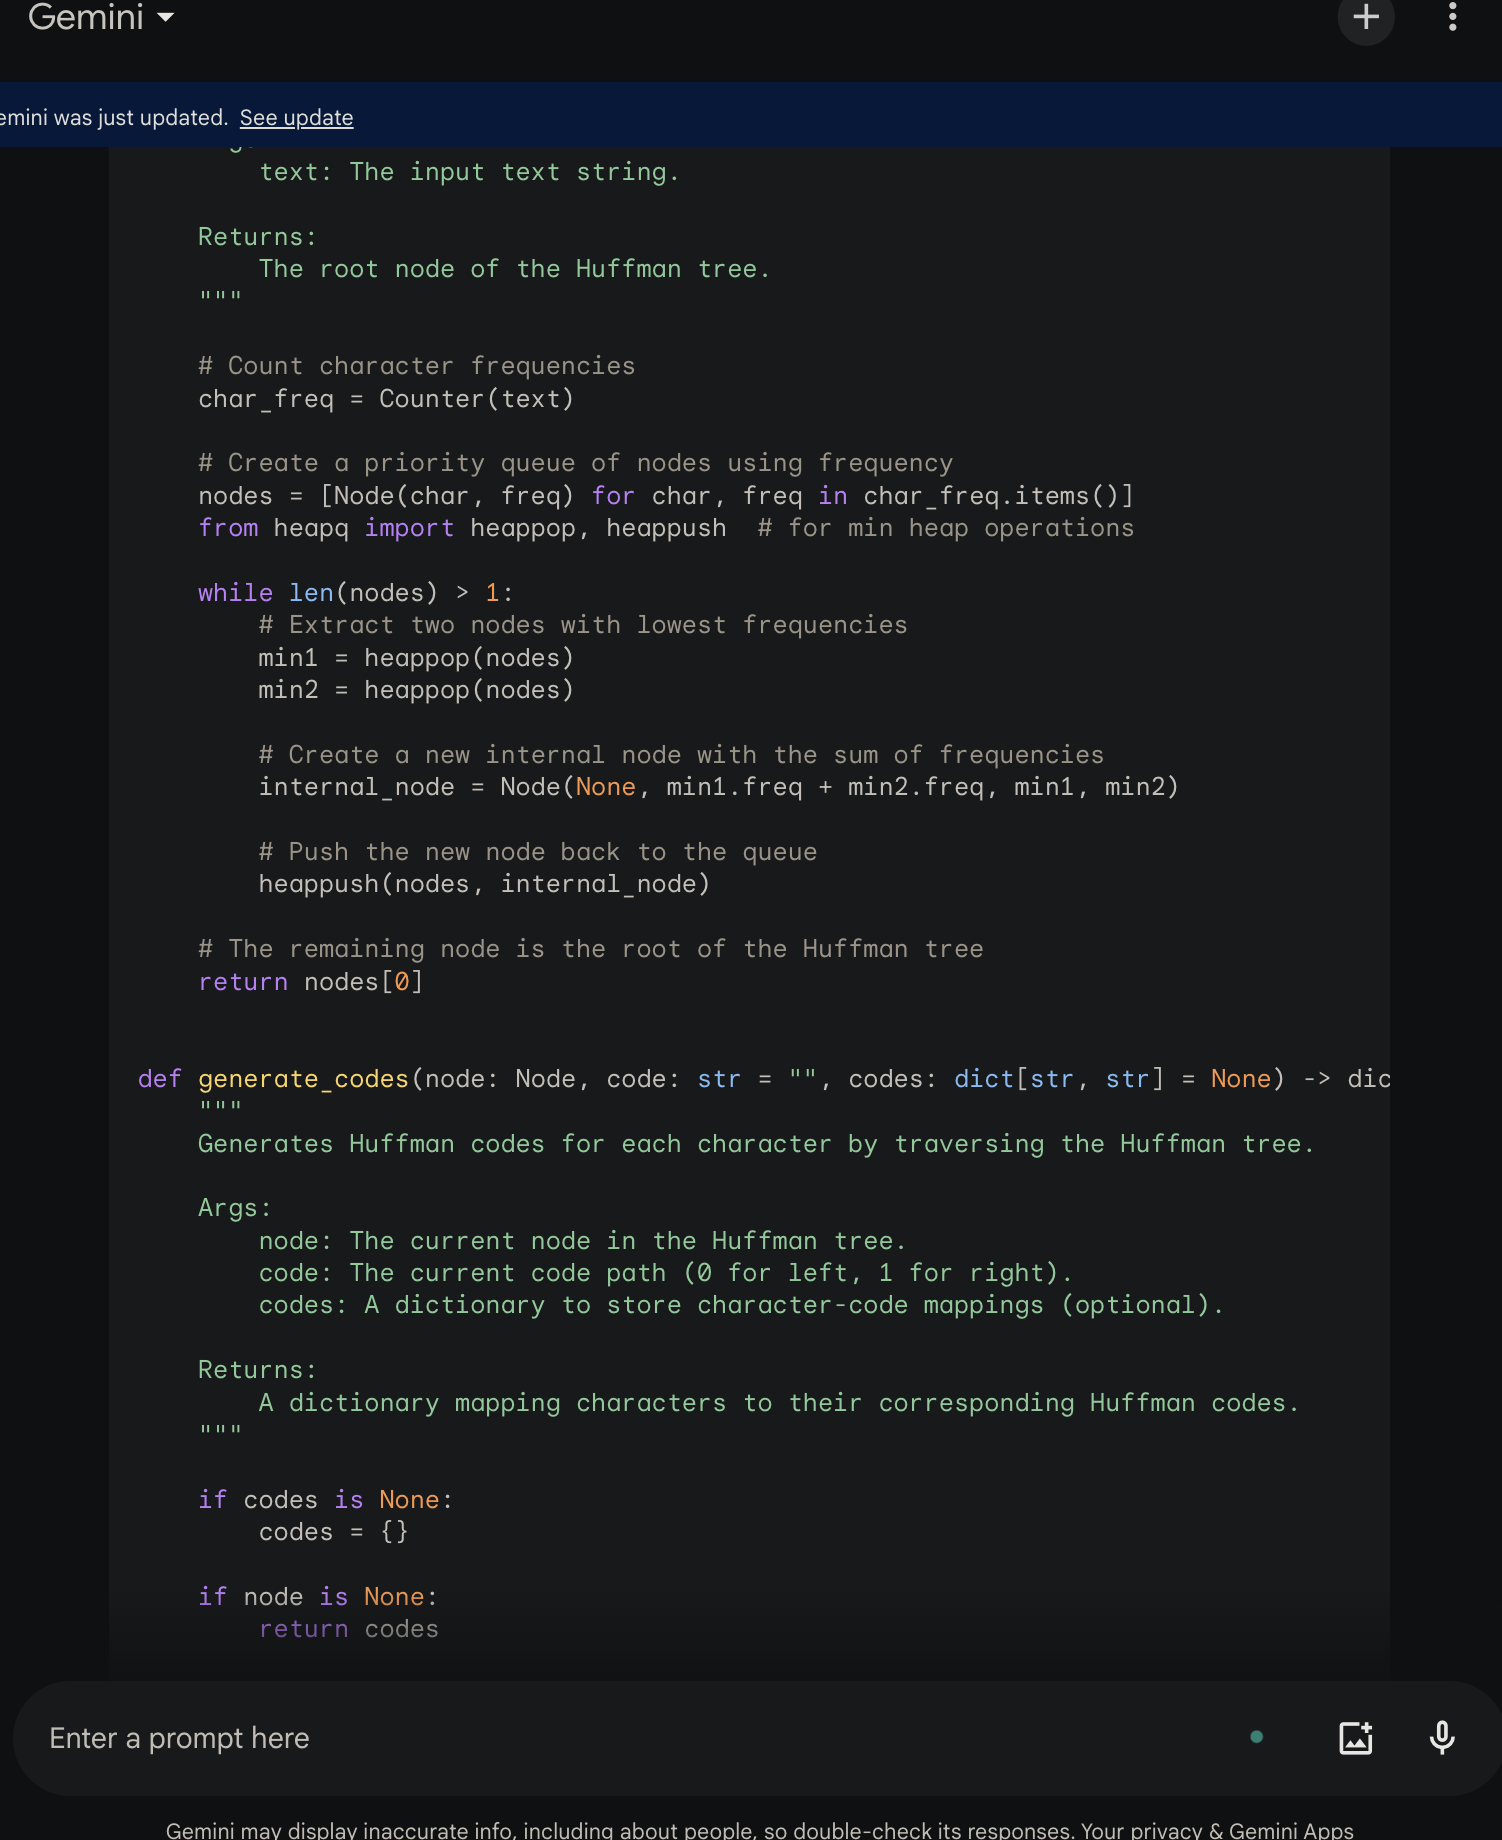 Gemini
emini was just updated. See update
text: The input text string.
Returns:
The root node of the Huffman tree.
"""
# Count character frequencies
char_freq = Counter(text)
# Create a priority queue of nodes using frequency
nodes = [Node(char, freq) for char, freq in char_freq.items()]
from heapq import heappop, heappush  # for min heap operations
while len(nodes) > 1:
# Extract two nodes with lowest frequencies
min1 = heappop(nodes)
min2 = heappop(nodes)
# Create a new internal node with the sum of frequencies
internal_node = Node(None, min1.freq + min2.freq, min1, min2)
# Push the new node back to the queue
heappush(nodes, internal_node)
# The remaining node is the root of the Huffman tree
return nodes[0]
def generate_codes(node: Node, code: str = "", codes: dict[str, str] = None) -> dic
"""
Generates Huffman codes for each character by traversing the Huffman tree.
Args:
node: The current node in the Huffman tree.
code: The current code path (0 for left, 1 for right).
codes: A dictionary to store character-code mappings (optional).
Returns:
A dictionary mapping characters to their corresponding Huffman codes.
"""
if codes is None:
codes = {}
if node is None:
return codes
Enter a prompt here
Gemini may display inaccurate info, including about people, so double-check its responses. Your privacy & Gemini Apps